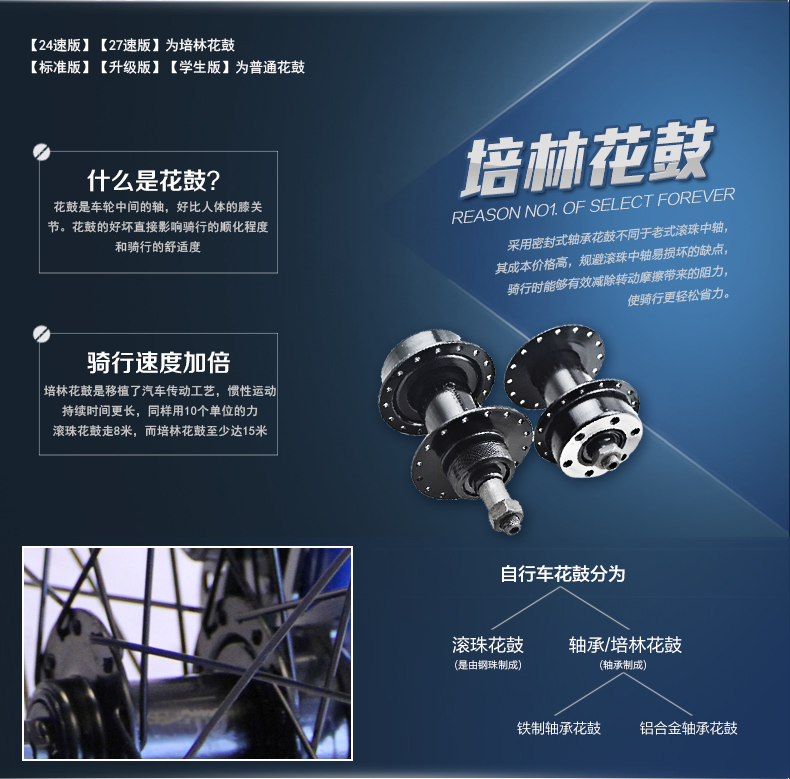 【24速版】【27速版】为培林花鼓
【标准版】【升级版】【学生版】为普通花鼓
什么是花鼓?
花鼓是车轮中间的轴，好比人体的膝关
节。花鼓的好坏直接影响骑行的顺化程度
和骑行的舒适度
培林花鼓
REASON NO1. OF SELECT FOREVER
采用密封式轴承花鼓不同于老式滚珠中轴，
其成本价格高，规避滚珠中轴易损坏的缺点，
骑行时能够有效减除转动摩擦带来的阻力，
使骑行更轻松省力。
骑行速度加倍
培林花鼓是移植了汽车传动工艺，惯性运动
持续时间更长，同样用10个单位的力
滚珠花鼓走8米，而培林花鼓至少达15米
自行车花鼓分为
滚珠花鼓
(是由钢珠制成)
轴承/培林花鼓
(轴承制成)
铁制轴承花鼓
铝合金轴承花鼓